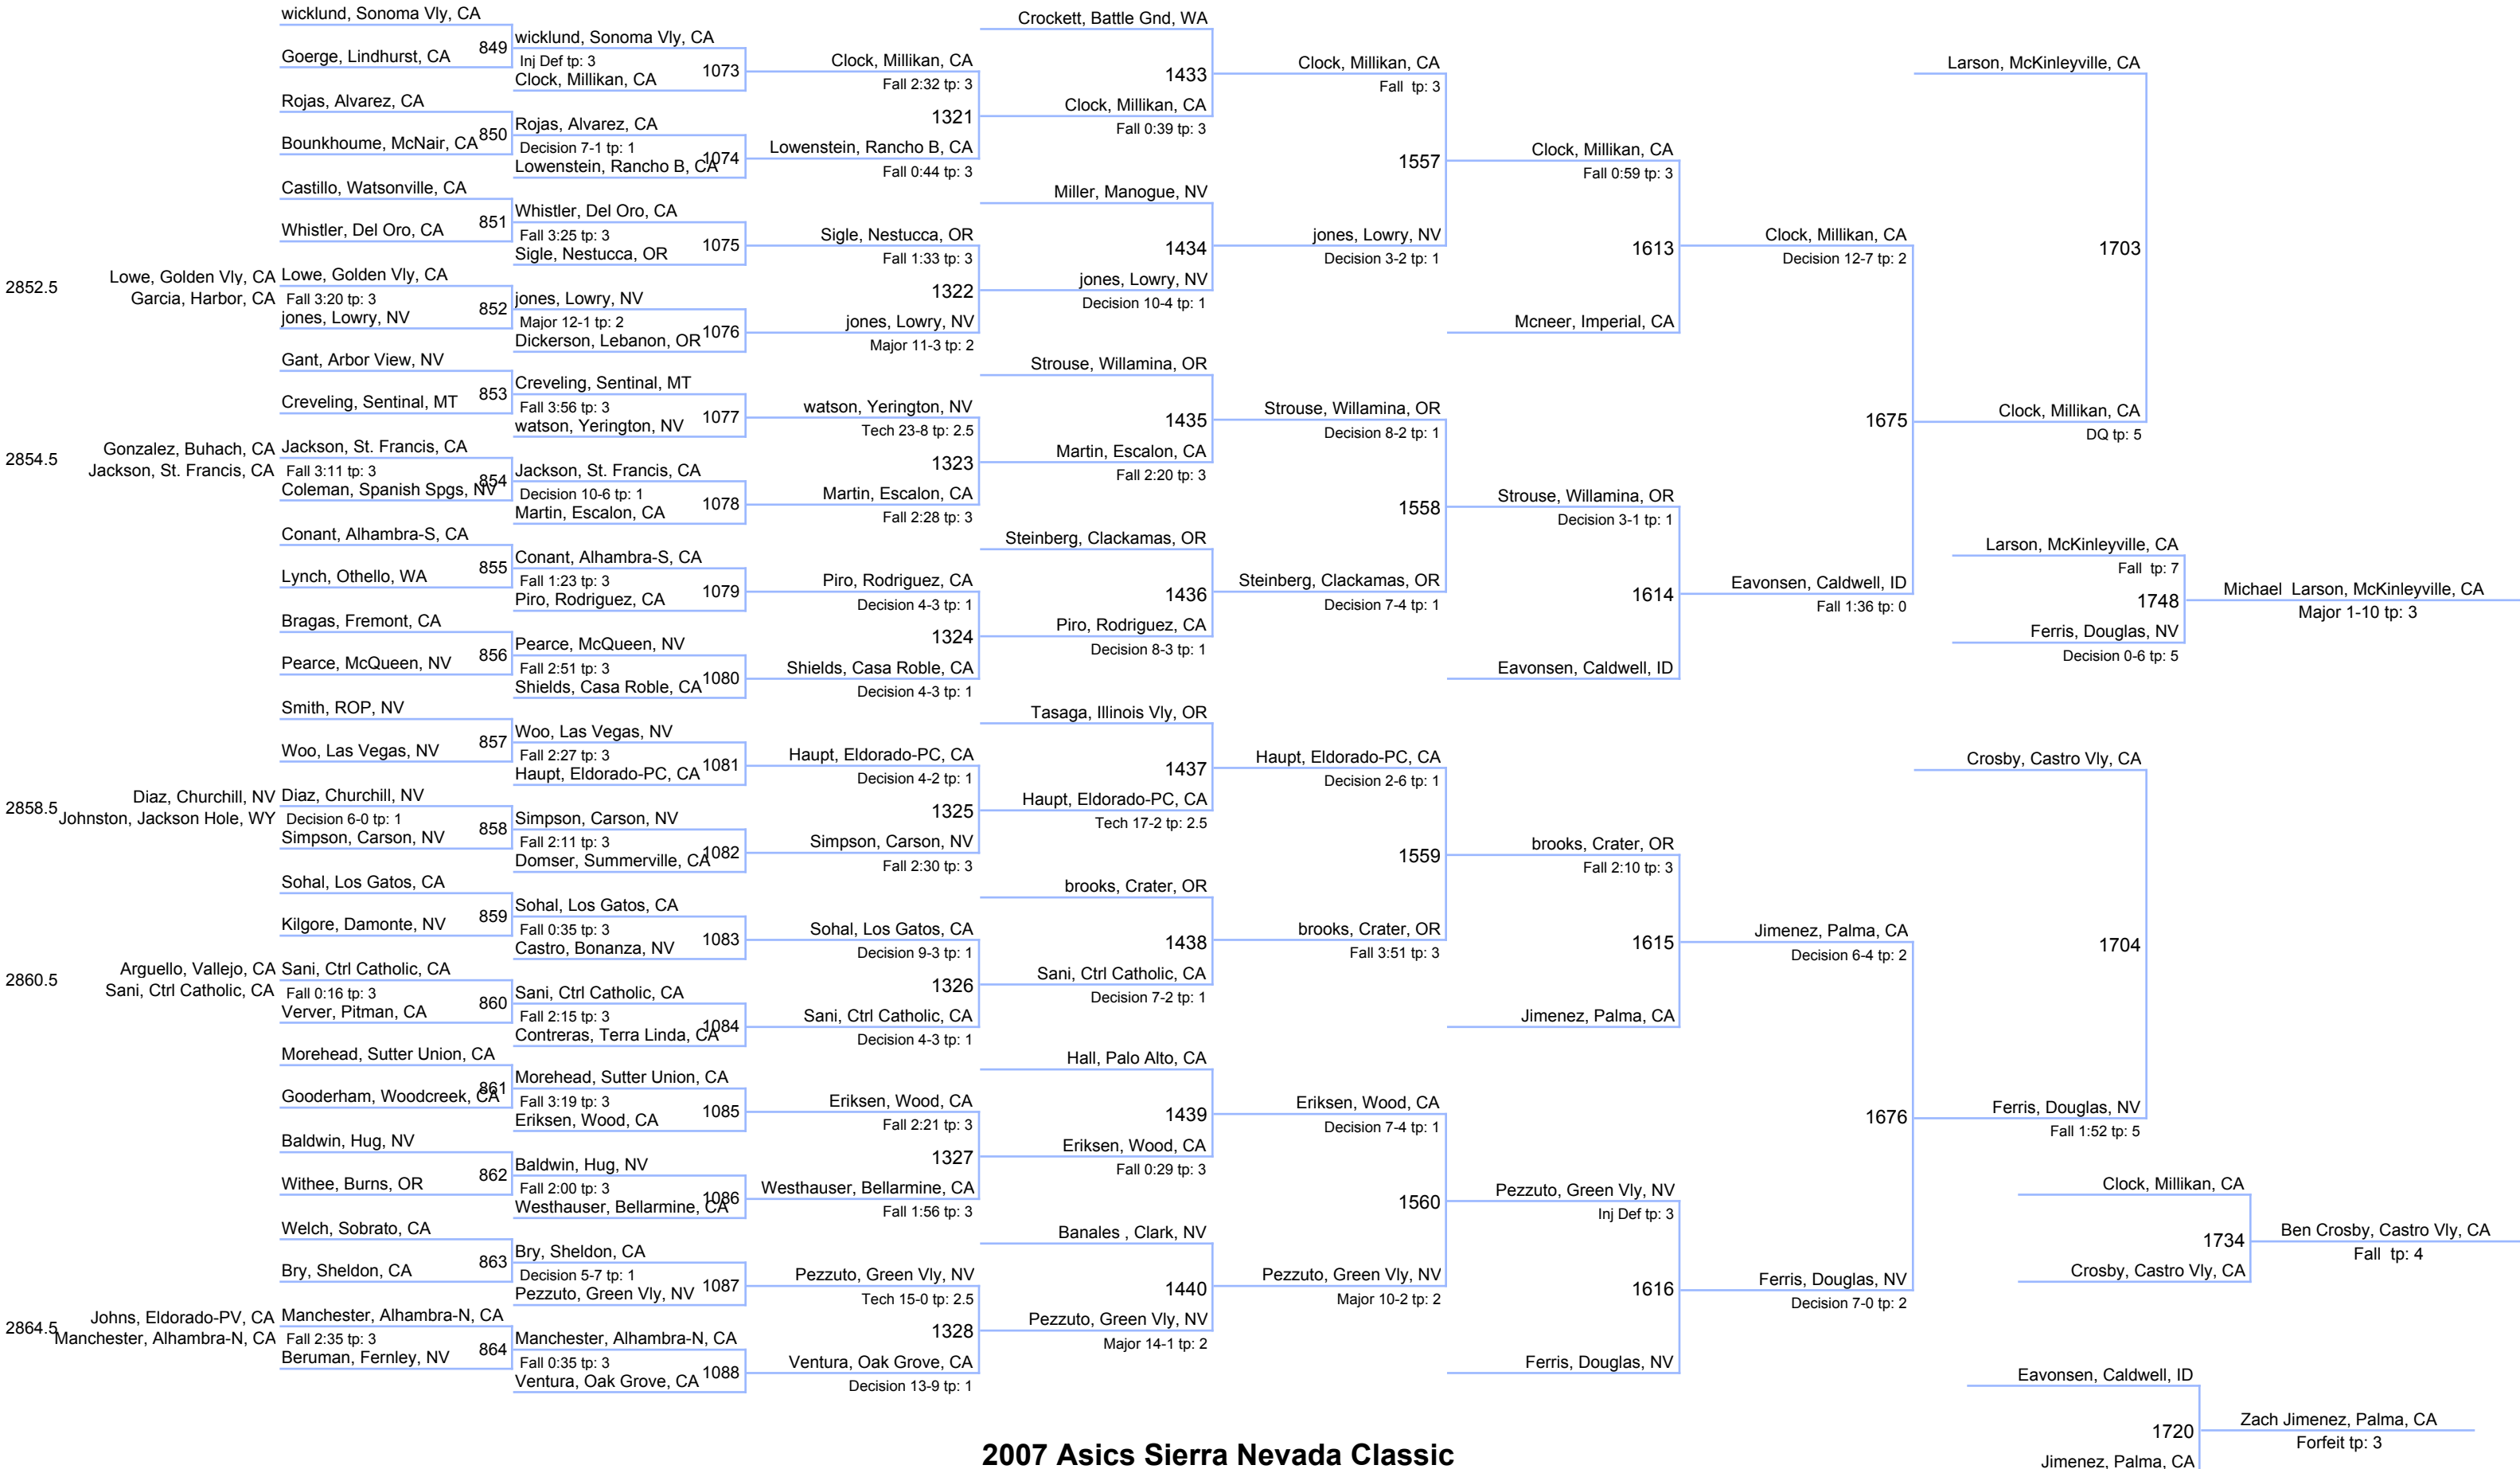 wicklund, Sonoma Vly, CA
849
Goerge, Lindhurst, CA
Rojas, Alvarez, CA
850
Bounkhoume, McNair, CA
Castillo, Watsonville, CA
851
Whistler, Del Oro, CA
2852.5
Lowe, Golden Vly, CA
Garcia, Harbor, CA
Lowe, Golden Vly, CA
Fall 3:20 tp: 3
852
jones, Lowry, NV
Gant, Arbor View, NV
853
Creveling, Sentinal, MT
2854.5
Gonzalez, Buhach, CA
Jackson, St. Francis, CA
Jackson, St. Francis, CA
Fall 3:11 tp: 3
854
Coleman, Spanish Spgs, NV
Conant, Alhambra-S, CA
855
Lynch, Othello, WA
Bragas, Fremont, CA
856
Pearce, McQueen, NV
Smith, ROP, NV
857
Woo, Las Vegas, NV
2858.5
Diaz, Churchill, NV
Johnston, Jackson Hole, WY
Diaz, Churchill, NV
Decision 6-0 tp: 1
858
Simpson, Carson, NV
Sohal, Los Gatos, CA
859
Kilgore, Damonte, NV
2860.5
Arguello, Vallejo, CA
Sani, Ctrl Catholic, CA
Sani, Ctrl Catholic, CA
Fall 0:16 tp: 3
860
Verver, Pitman, CA
Morehead, Sutter Union, CA
861
Gooderham, Woodcreek, CA
Baldwin, Hug, NV
862
Withee, Burns, OR
Welch, Sobrato, CA
863
Bry, Sheldon, CA
2864.5
Johns, Eldorado-PV, CA
Manchester, Alhambra-N, CA
Manchester, Alhambra-N, CA
Fall 2:35 tp: 3
864
Beruman, Fernley, NV
wicklund, Sonoma Vly, CA
Inj Def tp: 3
1073
Clock, Millikan, CA
Rojas, Alvarez, CA
Decision 7-1 tp: 1
1074
Lowenstein, Rancho B, CA
Whistler, Del Oro, CA
Fall 3:25 tp: 3
1075
Sigle, Nestucca, OR
jones, Lowry, NV
Major 12-1 tp: 2
1076
Dickerson, Lebanon, OR
Creveling, Sentinal, MT
Fall 3:56 tp: 3
1077
watson, Yerington, NV
Jackson, St. Francis, CA
Decision 10-6 tp: 1
1078
Martin, Escalon, CA
Conant, Alhambra-S, CA
Fall 1:23 tp: 3
1079
Piro, Rodriguez, CA
Pearce, McQueen, NV
Fall 2:51 tp: 3
1080
Shields, Casa Roble, CA
Woo, Las Vegas, NV
Fall 2:27 tp: 3
1081
Haupt, Eldorado-PC, CA
Simpson, Carson, NV
Fall 2:11 tp: 3
1082
Domser, Summerville, CA
Sohal, Los Gatos, CA
Fall 0:35 tp: 3
1083
Castro, Bonanza, NV
Sani, Ctrl Catholic, CA
Fall 2:15 tp: 3
1084
Contreras, Terra Linda, CA
Morehead, Sutter Union, CA
Fall 3:19 tp: 3
1085
Eriksen, Wood, CA
Baldwin, Hug, NV
Fall 2:00 tp: 3
1086
Westhauser, Bellarmine, CA
Bry, Sheldon, CA
Decision 5-7 tp: 1
1087
Pezzuto, Green Vly, NV
Manchester, Alhambra-N, CA
Fall 0:35 tp: 3
1088
Ventura, Oak Grove, CA
Clock, Millikan, CA
Fall 2:32 tp: 3
1321
Lowenstein, Rancho B, CA
Fall 0:44 tp: 3
Sigle, Nestucca, OR
Fall 1:33 tp: 3
1322
jones, Lowry, NV
Major 11-3 tp: 2
watson, Yerington, NV
Tech 23-8 tp: 2.5
1323
Martin, Escalon, CA
Fall 2:28 tp: 3
Piro, Rodriguez, CA
Decision 4-3 tp: 1
1324
Shields, Casa Roble, CA
Decision 4-3 tp: 1
Haupt, Eldorado-PC, CA
Decision 4-2 tp: 1
1325
Simpson, Carson, NV
Fall 2:30 tp: 3
Sohal, Los Gatos, CA
Decision 9-3 tp: 1
1326
Sani, Ctrl Catholic, CA
Decision 4-3 tp: 1
Eriksen, Wood, CA
Fall 2:21 tp: 3
1327
Westhauser, Bellarmine, CA
Fall 1:56 tp: 3
Pezzuto, Green Vly, NV
Tech 15-0 tp: 2.5
1328
Ventura, Oak Grove, CA
Decision 13-9 tp: 1
Crockett, Battle Gnd, WA
1433
Clock, Millikan, CA
Fall 0:39 tp: 3
Miller, Manogue, NV
1434
jones, Lowry, NV
Decision 10-4 tp: 1
Strouse, Willamina, OR
1435
Martin, Escalon, CA
Fall 2:20 tp: 3
Steinberg, Clackamas, OR
1436
Piro, Rodriguez, CA
Decision 8-3 tp: 1
Tasaga, Illinois Vly, OR
1437
Haupt, Eldorado-PC, CA
Tech 17-2 tp: 2.5
brooks, Crater, OR
1438
Sani, Ctrl Catholic, CA
Decision 7-2 tp: 1
Hall, Palo Alto, CA
1439
Eriksen, Wood, CA
Fall 0:29 tp: 3
Banales , Clark, NV
1440
Pezzuto, Green Vly, NV
Major 14-1 tp: 2
Clock, Millikan, CA
Fall tp: 3
1557
jones, Lowry, NV
Decision 3-2 tp: 1
Strouse, Willamina, OR
Decision 8-2 tp: 1
1558
Steinberg, Clackamas, OR
Decision 7-4 tp: 1
Haupt, Eldorado-PC, CA
Decision 2-6 tp: 1
1559
brooks, Crater, OR
Fall 3:51 tp: 3
Eriksen, Wood, CA
Decision 7-4 tp: 1
1560
Pezzuto, Green Vly, NV
Major 10-2 tp: 2
Clock, Millikan, CA
Fall 0:59 tp: 3
1613
Mcneer, Imperial, CA
Strouse, Willamina, OR
Decision 3-1 tp: 1
1614
Eavonsen, Caldwell, ID
brooks, Crater, OR
Fall 2:10 tp: 3
1615
Jimenez, Palma, CA
Pezzuto, Green Vly, NV
Inj Def tp: 3
1616
Ferris, Douglas, NV
Clock, Millikan, CA
Decision 12-7 tp: 2
1675
Eavonsen, Caldwell, ID
Fall 1:36 tp: 0
Jimenez, Palma, CA
Decision 6-4 tp: 2
1676
Ferris, Douglas, NV
Decision 7-0 tp: 2
Larson, McKinleyville, CA
1703
Clock, Millikan, CA
DQ tp: 5
Larson, McKinleyville, CA
Fall tp: 7
1748
Michael Larson, McKinleyville, CA
Major 1-10 tp: 3
Ferris, Douglas, NV
Decision 0-6 tp: 5
Crosby, Castro Vly, CA
1704
Ferris, Douglas, NV
Fall 1:52 tp: 5
Clock, Millikan, CA
1734
Ben Crosby, Castro Vly, CA
Fall tp: 4
Crosby, Castro Vly, CA
Eavonsen, Caldwell, ID
1720
Zach Jimenez, Palma, CA
Forfeit tp: 3
Jimenez, Palma, CA
2007 Asics Sierra Nevada Classic